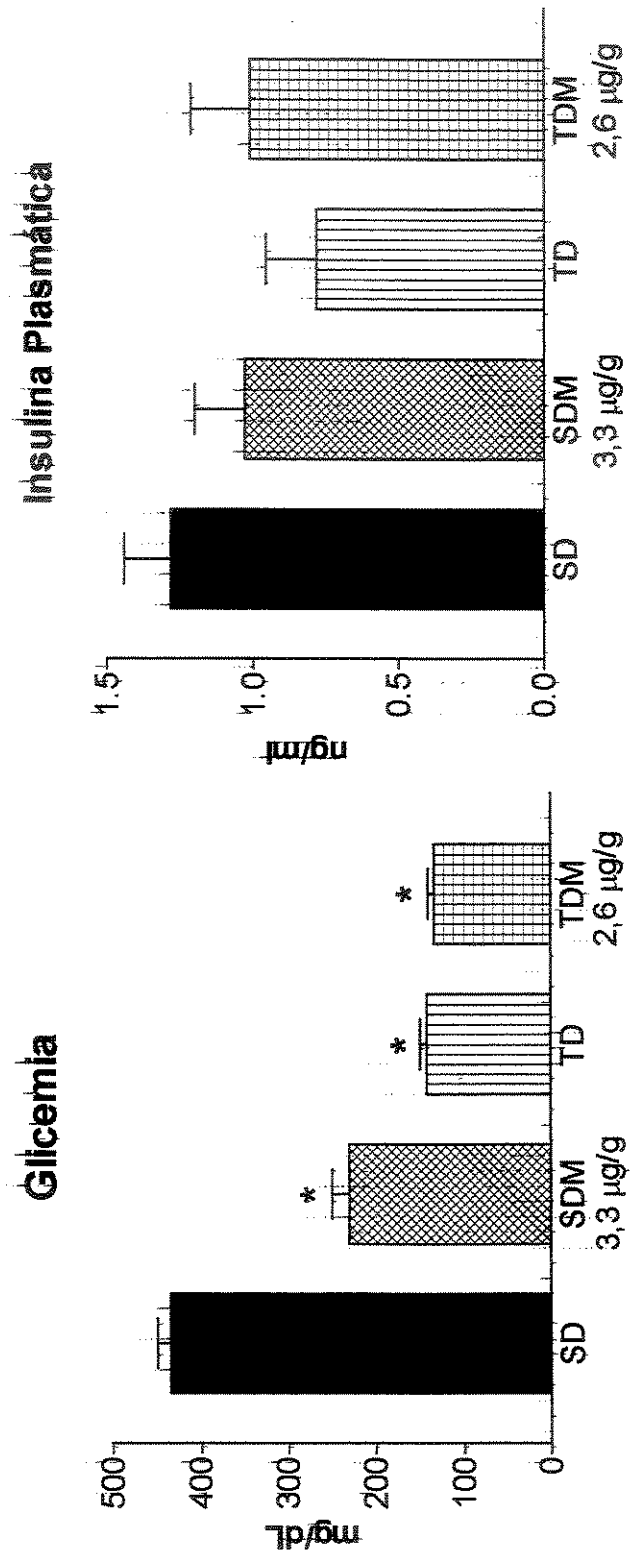 Glicemia
mg/dL
500
400
300
200
100
0
*
*
*
SD
SDM
3,3 µg/g
TD
TDM
2,6 µg/g
Insulina Plasmática
ng/ml
1.5
1.0
0.5
0.0
SD
SDM
3,3 µg/g
TD
TDM
2,6 µg/g